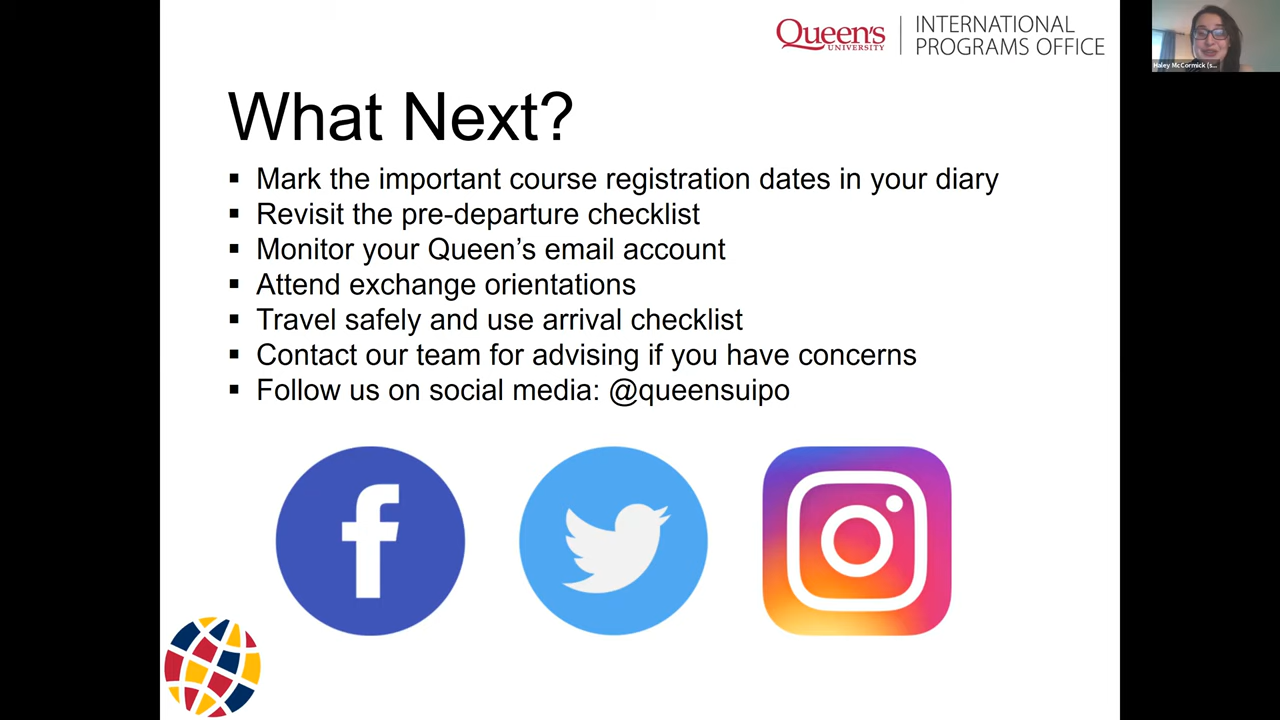 Queen's
UNIVERSITY
INTERNATIONAL
PROGRAMS OFFICE
Haley McCormick (s...
What Next?
▪ Mark the important course registration dates in your diary
▪ Revisit the pre-departure checklist
▪ Monitor your Queen’s email account
▪ Attend exchange orientations
▪ Travel safely and use arrival checklist
▪ Contact our team for advising if you have concerns
▪ Follow us on social media: @queensuipo